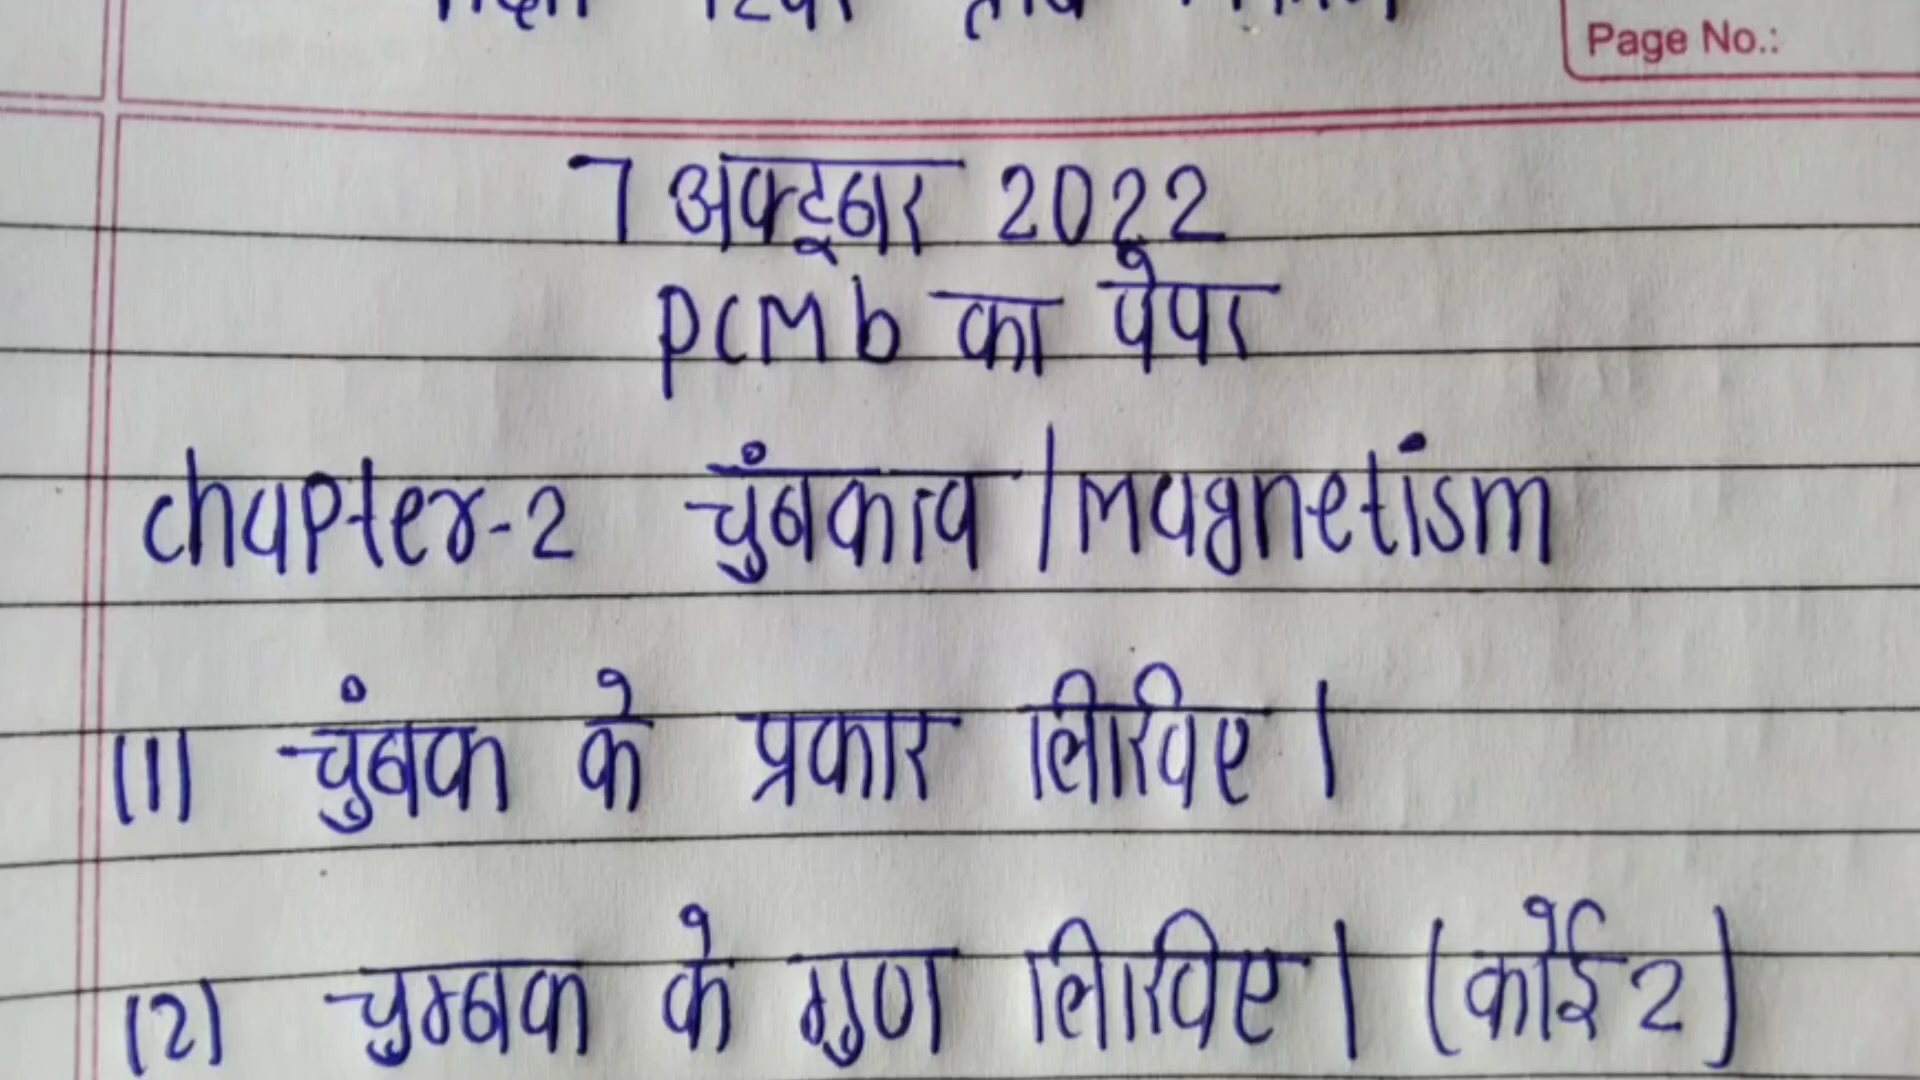 Page No.:
7 अक्टूबर 2022
PCMb का पेपर
chapter-2 चुंबकत्व / Magnetism
(1) चुंबक के प्रकार लिखिए ।
(2) चुम्बक के गुण लिखिए । (कोई 2)